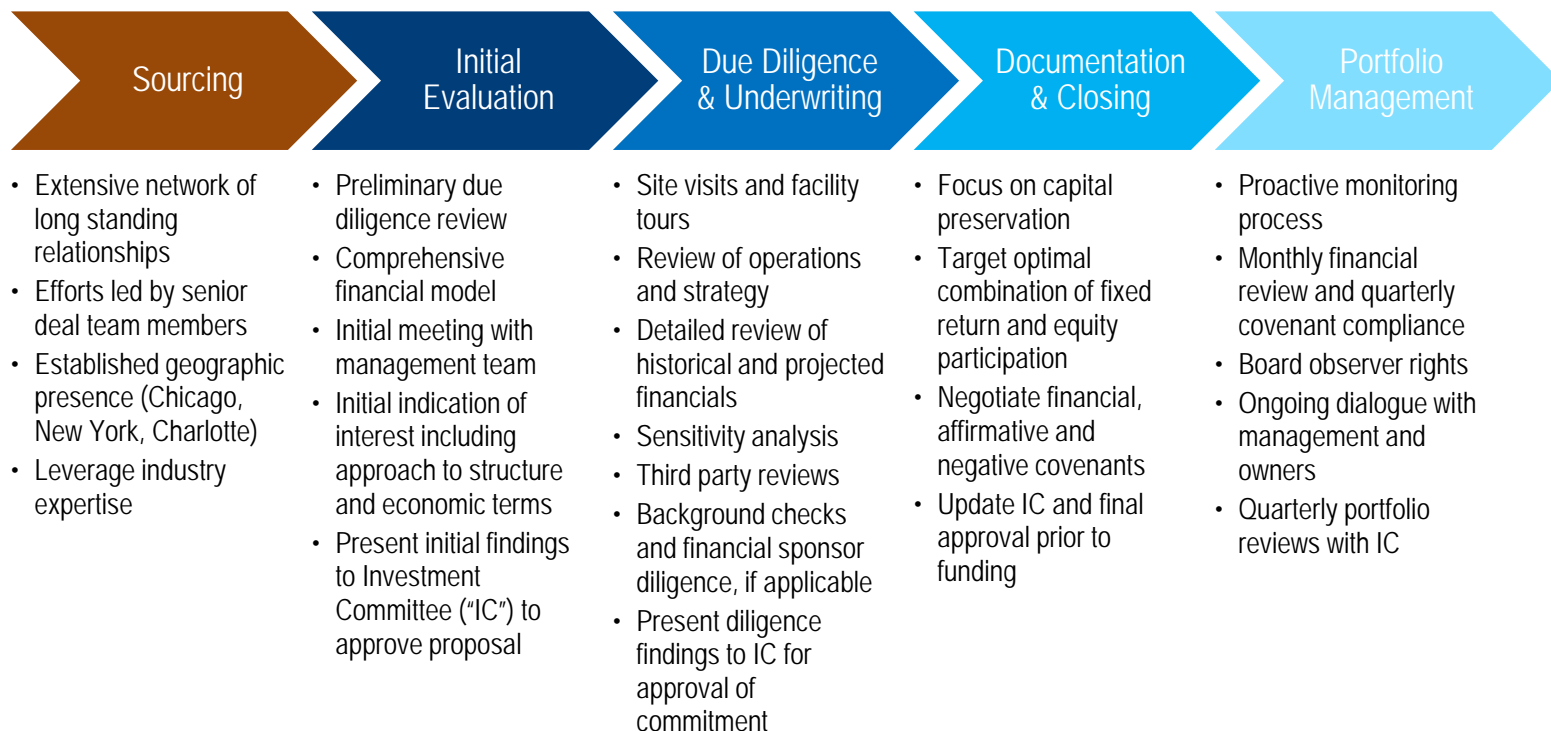 Sourcing
• Extensive network of
long standing
relationships
• Efforts led by senior
deal team members
• Established geographic
presence (Chicago,
New York, Charlotte)
• Leverage industry
expertise
Initial
Evaluation
• Preliminary due
diligence review
• Comprehensive
financial model
• Initial meeting with
management team
• Initial indication of
interest including
approach to structure
and economic terms
• Present initial findings
to Investment
Committee (“IC”) to
approve proposal
Due Diligence
& Underwriting
• Site visits and facility
tours
• Review of operations
and strategy
• Detailed review of
historical and projected
financials
• Sensitivity analysis
• Third party reviews
• Background checks
and financial sponsor
diligence, if applicable
• Present diligence
findings to IC for
approval of
commitment
Documentation
& Closing
• Focus on capital
preservation
• Target optimal
combination of fixed
return and equity
participation
• Negotiate financial,
affirmative and
negative covenants
• Update IC and final
approval prior to
funding
Portfolio
Management
• Proactive monitoring
process
• Monthly financial
review and quarterly
covenant compliance
• Board observer rights
• Ongoing dialogue with
management and
owners
• Quarterly portfolio
reviews with IC